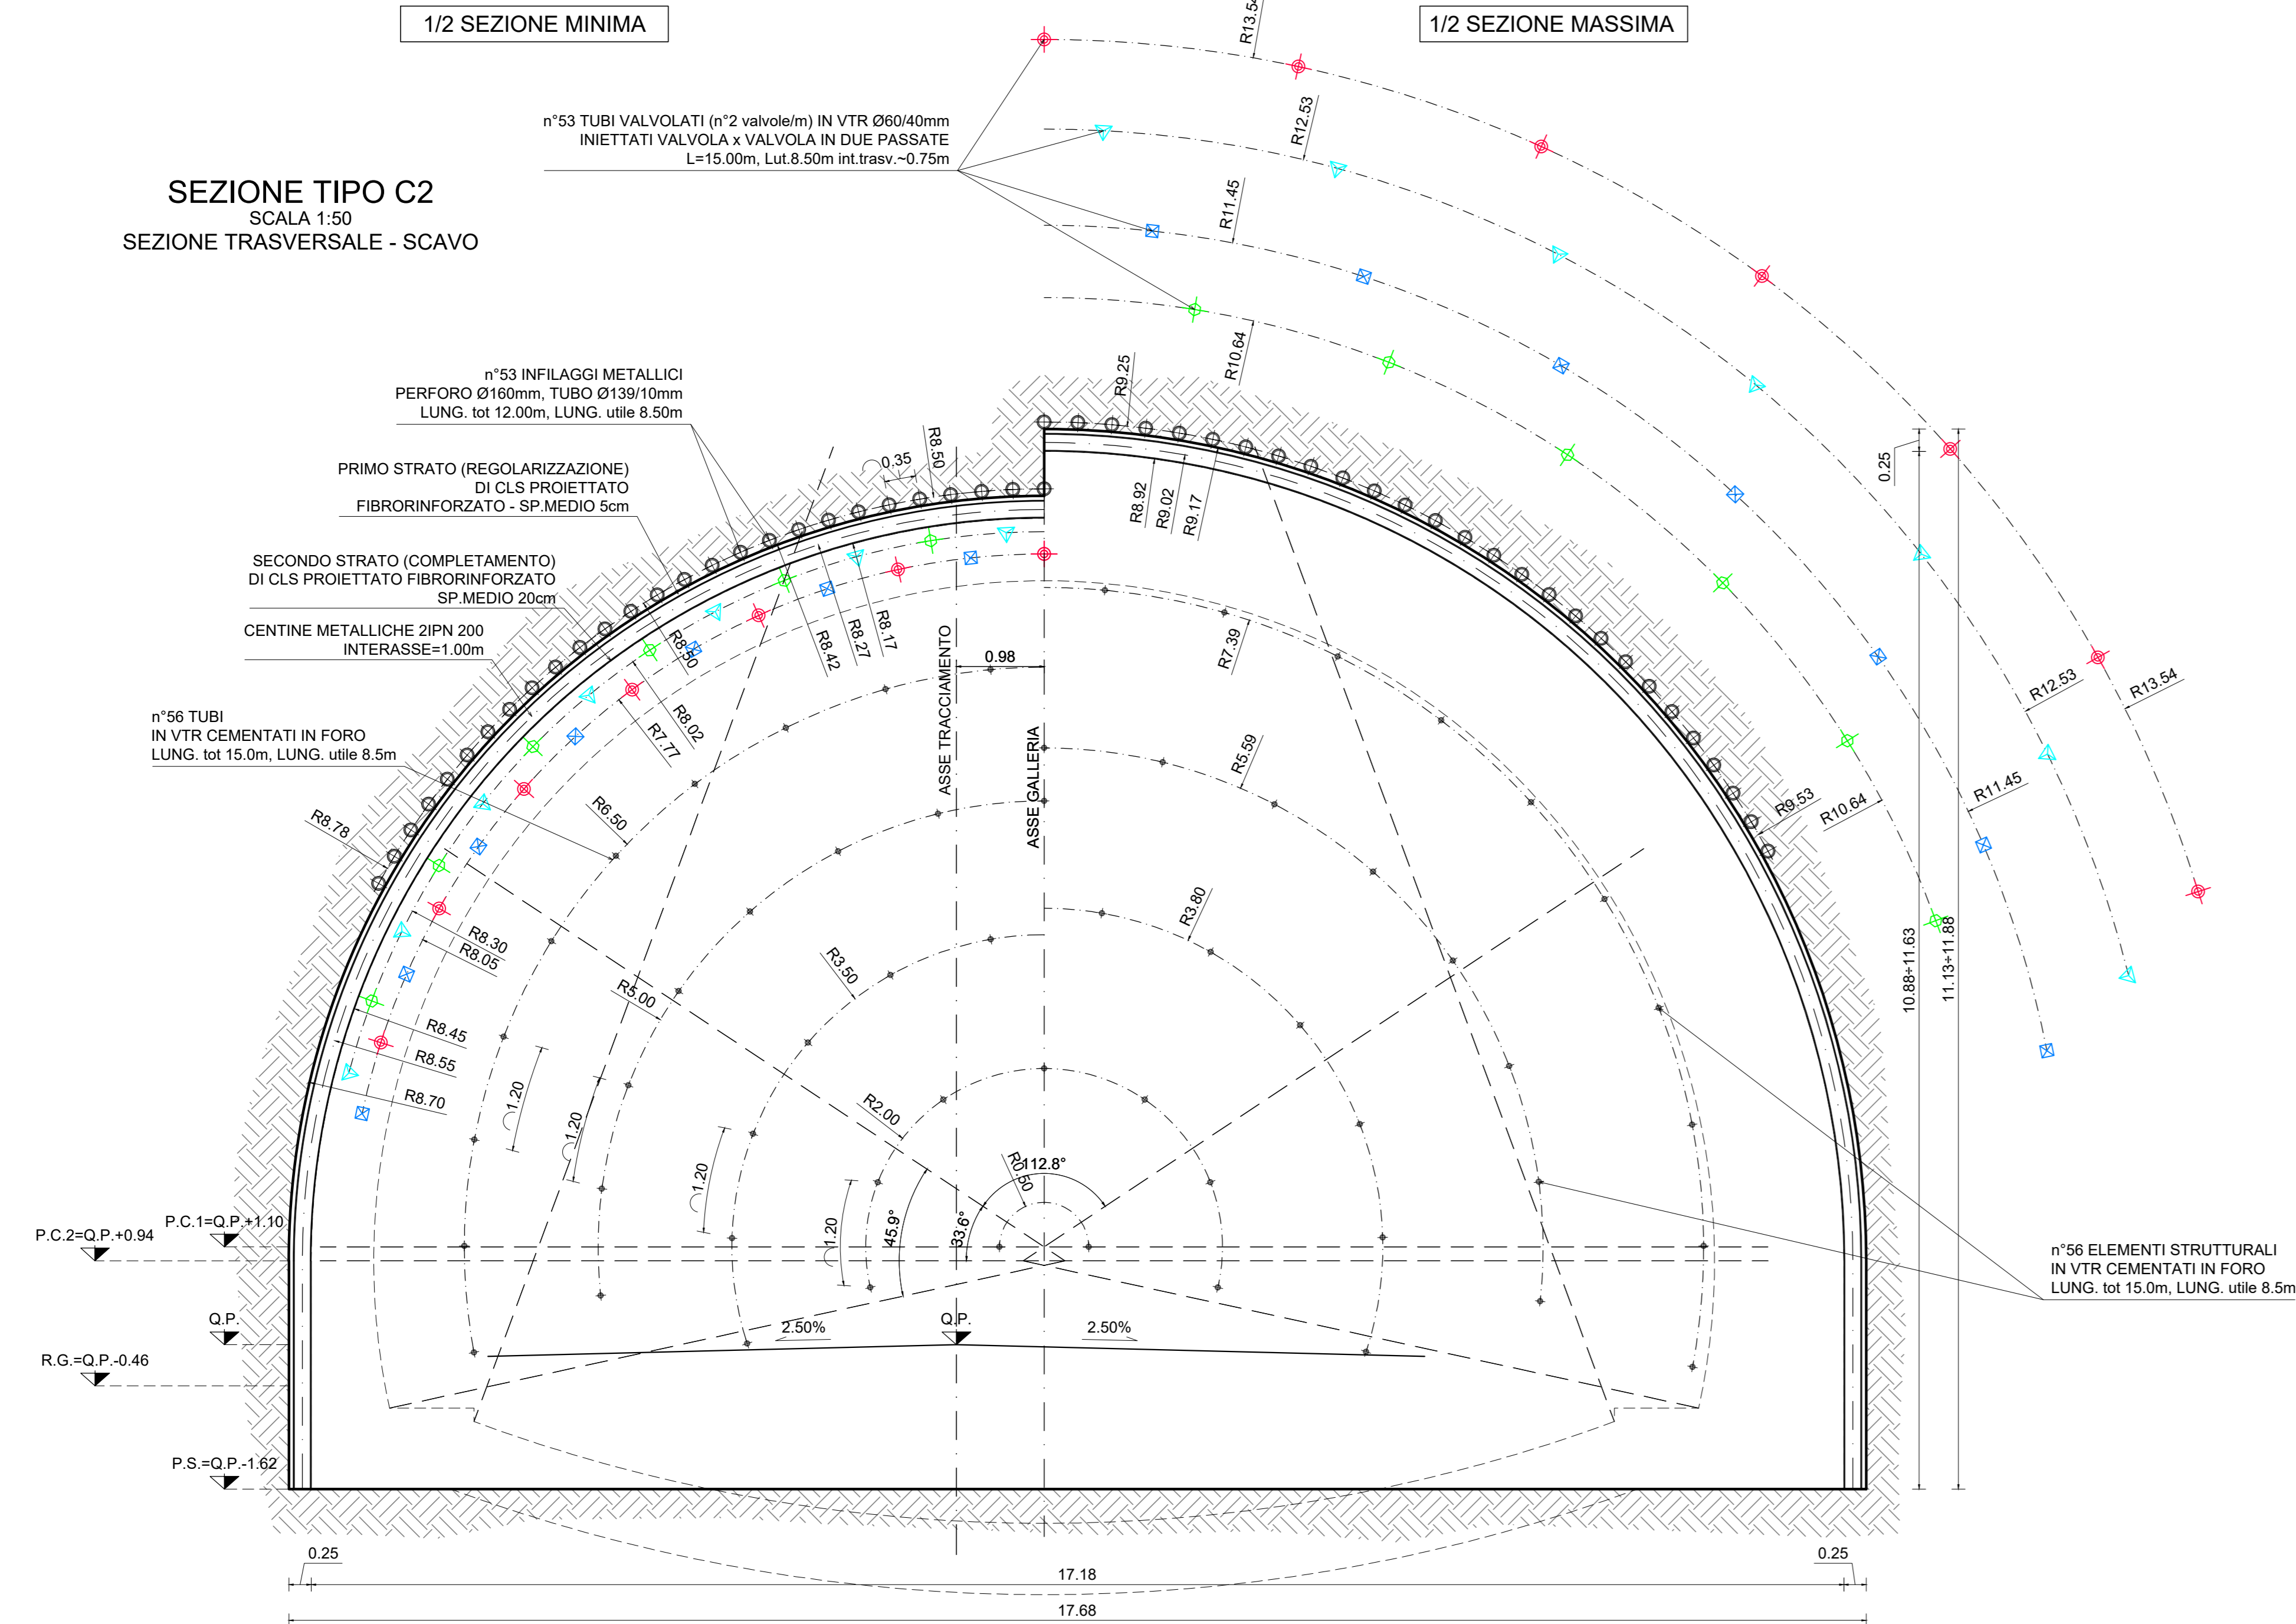 1/2 SEZIONE MINIMA
1/2 SEZIONE MASSIMA
R13.54
n°53 TUBI VALVOLATI (n°2 valvole/m) IN VTR Ø60/40mm
INIETTATI VALVOLA x VALVOLA IN DUE PASSATE
L=15.00m, Lut.8.50m int.trasv.~0.75m
R12.53
SEZIONE TIPO C2
SCALA 1:50
SEZIONE TRASVERSALE - SCAVO
R11.45
R10.64
R9.25
n°53 INFILAGGI METALLICI
PERFORO Ø160mm, TUBO Ø139/10mm
LUNG. tot 12.00m, LUNG. utile 8.50m
0.35
R8.50
PRIMO STRATO (REGOLARIZZAZIONE)
DI CLS PROIETTATO
FIBRORINFORZATO - SP.MEDIO 5cm
R8.92
R9.02
R9.17
0.25
SECONDO STRATO (COMPLETAMENTO)
DI CLS PROIETTATO FIBRORINFORZATO
SP.MEDIO 20cm
CENTINE METALLICHE 2IPN 200
INTERASSE=1.00m
R8.50
R8.42
R8.27
R8.17
ASSE TRACCIAMENTO
0.98
R7.39
R12.53
R13.54
n°56 TUBI
IN VTR CEMENTATI IN FORO
LUNG. tot 15.0m, LUNG. utile 8.5m
R8.02
R7.77
ASSE GALLERIA
R5.59
R8.78
R6.50
R9.53
R10.64
R11.45
R8.30
R8.05
R3.50
R3.80
R5.00
10.88÷11.63
11.13÷11.88
R8.45
R8.55
R8.70
1.20
1.20
1.20
1.20
R2.00
R0.50
112.8°
45.9°
33.6°
P.C.1=Q.P.+1.10
P.C.2=Q.P.+0.94
n°56 ELEMENTI STRUTTURALI
IN VTR CEMENTATI IN FORO
LUNG. tot 15.0m, LUNG. utile 8.5m
Q.P.
2.50%
Q.P.
2.50%
R.G.=Q.P.-0.46
P.S.=Q.P.-1.62
0.25
17.18
0.25
17.68